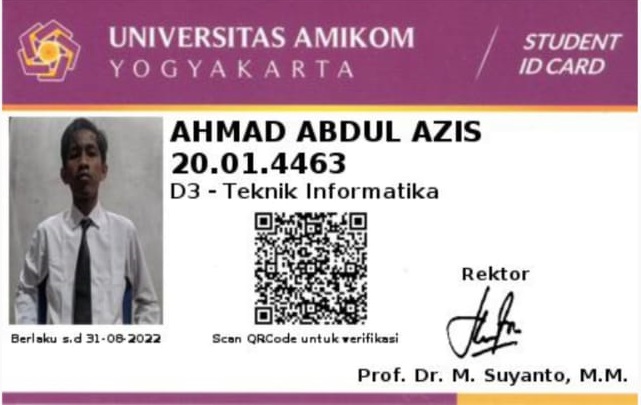 UNIVERSITAS AMIKOM
YOGYAKARTA
STUDENT
ID CARD
AHMAD ABDUL AZIS
20.01.4463
D3 - Teknik Informatika
Berlaku s.d 31-08-2022
Scan QRCode untuk verifikasi
Rektor
Prof. Dr. M. Suyanto, M.M.